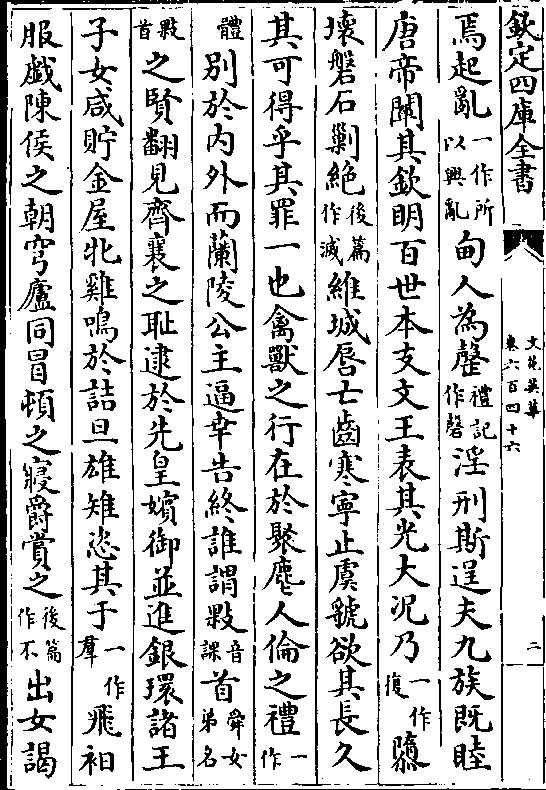 欽定四庫全書
文苑英華
卷六百四十六
二
焉起亂一作所以興亂甸人為罄禮記作磬淫刑斯逞夫九族既睦
唐帝闡其欽明百世本支文王表其光大況乃一作復隳
壞磐石剿絶後篇作滅維城唇亡齒寒寧止虞虢欲其長久
其可得乎其罪一也禽獸之行在於聚麀人倫之禮一作
體別於内外而蘭陵公主逼幸告終誰謂敤音課首舜女弟名
敤首之賢翻見齊襄之恥逮於先皇嬪御並進銀環諸王
子女咸貯金屋牝雞鳴於詰旦雄雉恣其于一作羣飛袒
服戯陳侯之朝穹廬同冒頓之寢爵賞之後篇作不出女謁